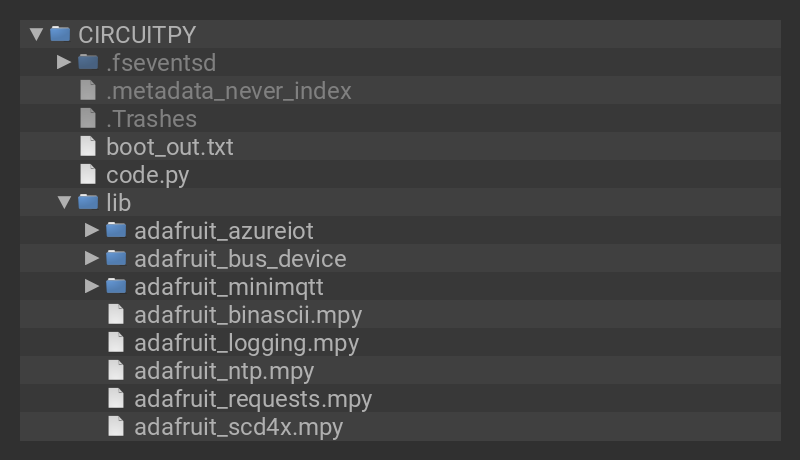 CIRCUITPY
.fseventsd
.metadata_never_index
.Trashes
boot_out.txt
code.py
lib
adafruit_azureiot
adafruit_bus_device
adafruit_minimqtt
adafruit_binascii.mpy
adafruit_logging.mpy
adafruit_ntp.mpy
adafruit_requests.mpy
adafruit_scd4x.mpy